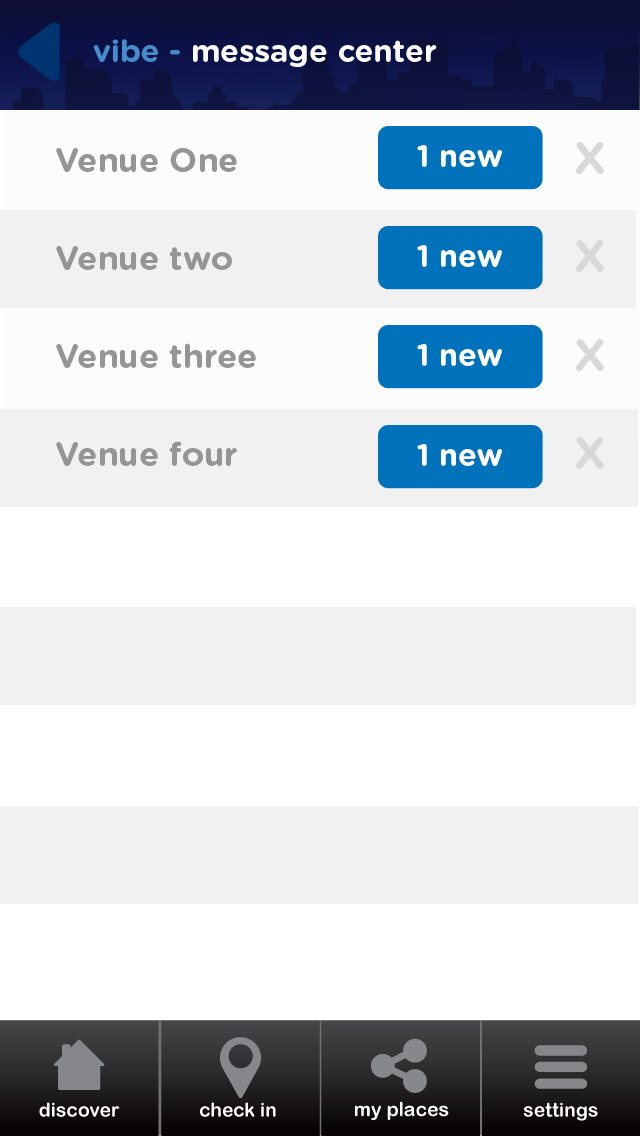 vibe - message center
Venue One 1 new X
Venue two 1 new X
Venue three 1 new X
Venue four 1 new X
discover check in my places settings